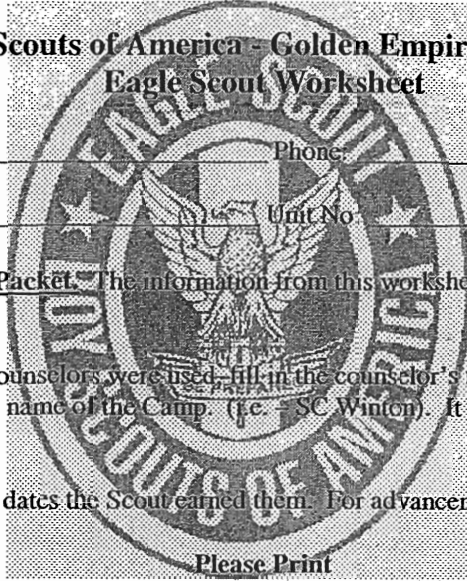 Scouts of America - Golden Empir
Eagle Scout Worksheet
EAGLE SCOUT
Phone:
Unit No
Packet. The information from this workshe
BOY SCOUTS OF AMERICA
ounselors were used, fill in the counselor's
name of the Camp. (i.e. – SC Winton). It
dates the Scout earned them. For advancem
Please Print